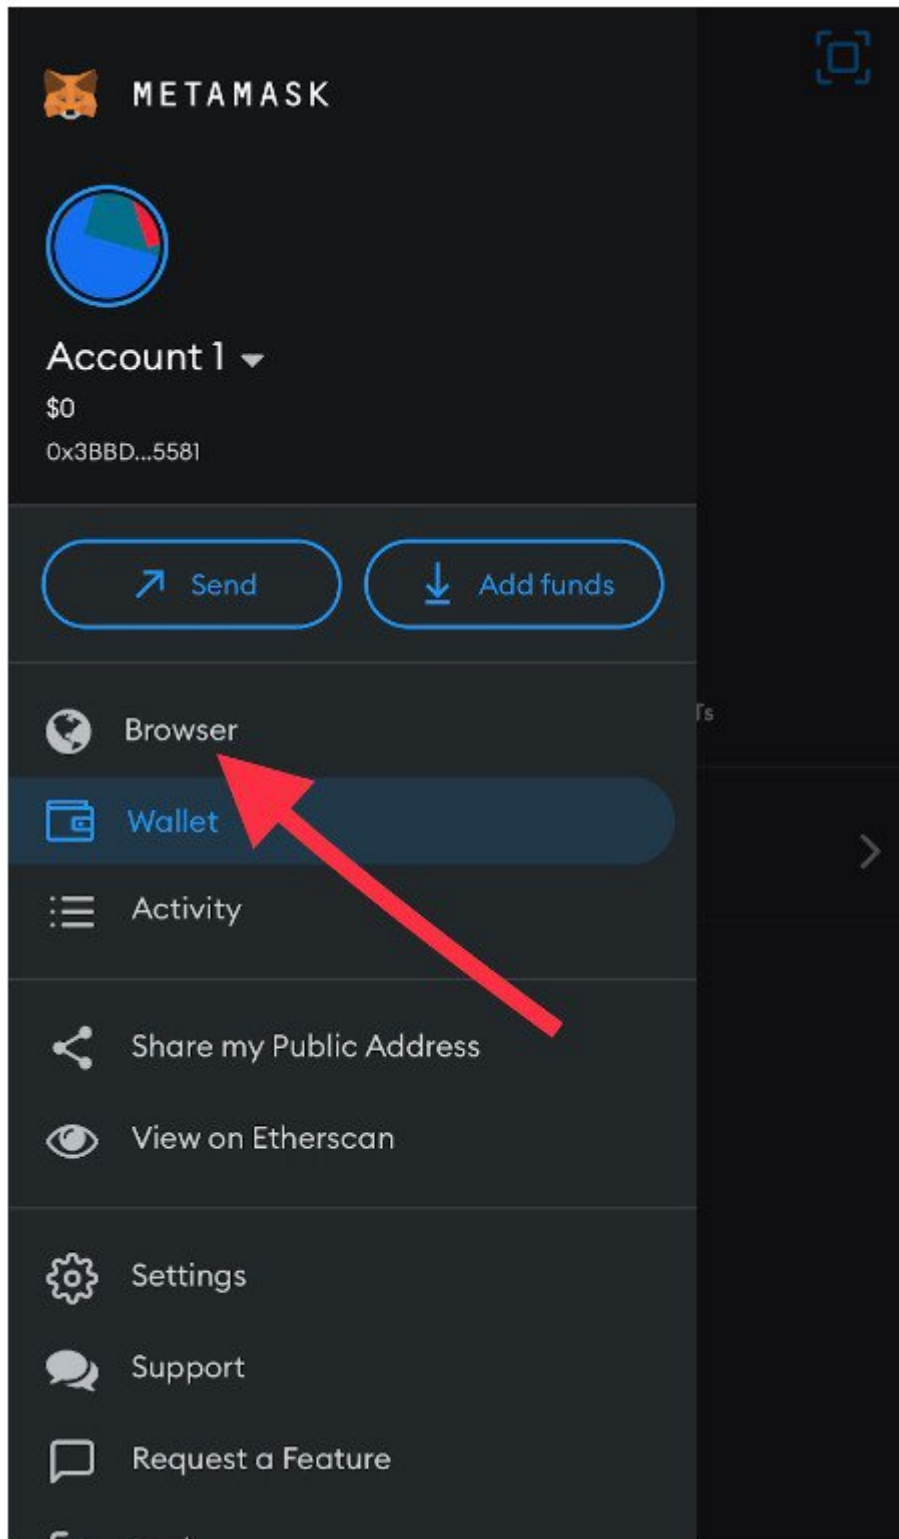 METAMASK
Account 1
$0
0x3BBD...5581
Send
Add funds
Browser
Ts
Wallet
Activity
Share my Public Address
View on Etherscan
Settings
Support
Request a Feature